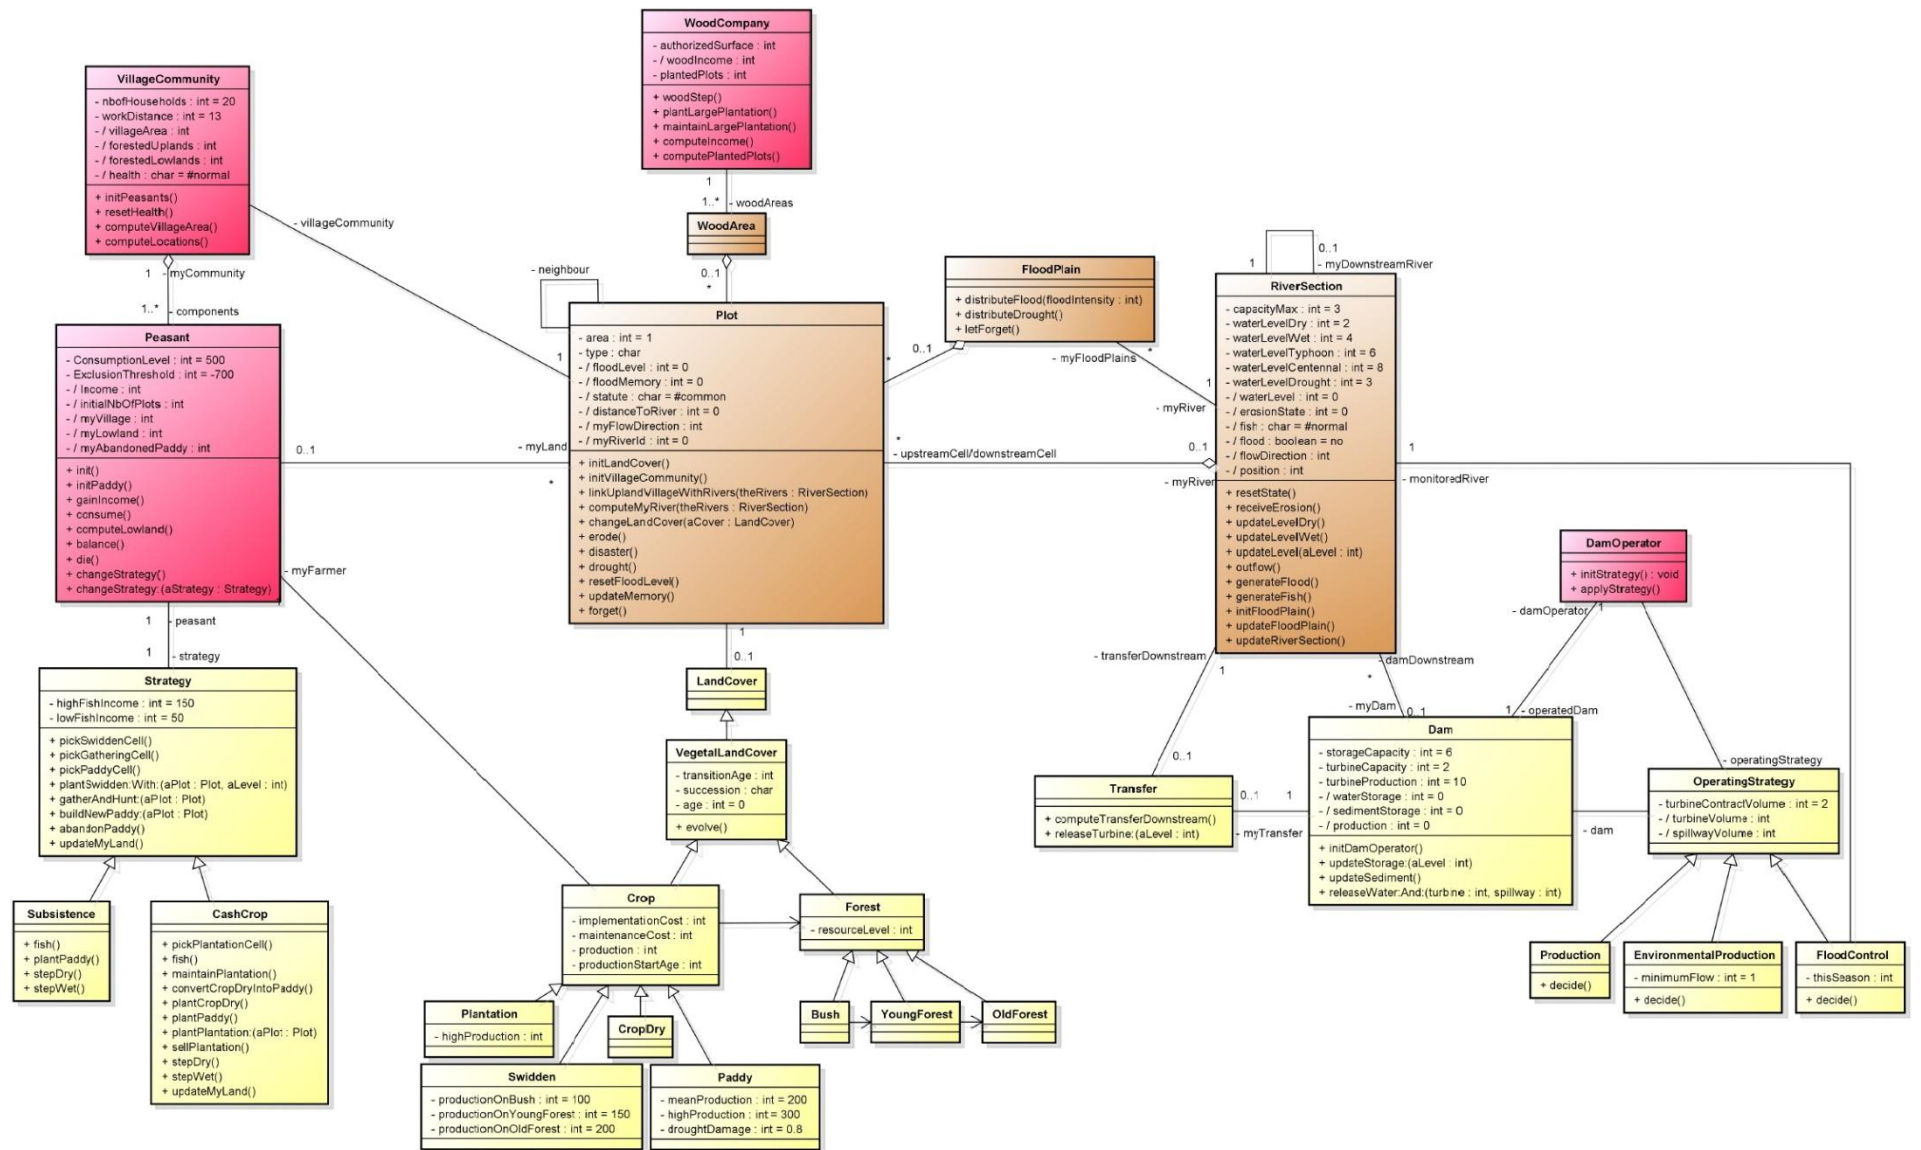 WoodCompany
- authorizedSurface : int
- / woodIncome : int
- plantedPlots : int
+ woodStep()
+ plantLargePlantation()
+ maintainLargePlantation()
+ computeIncome()
+ computePlantedPlots()
1
1..*
- woodAreas
WoodArea
0..1
*
VillageCommunity
- nbofHouseholds : int = 20
- workDistance : int = 13
- / villageArea : int
- / forestedUplands : int
- / forestedLowlands : int
- / health : char = #normal
+ initPeasants()
+ resetHealth()
+ computeVillageArea()
+ computeLocations()
- villageCommunity
1
1 - myCommunity
1..*
- components
Peasant
- ConsumptionLevel : int = 500
- ExclusionThreshold : int = -700
- / Income : int
- / initialNbOfPlots : int
- / myVillage : int
- / myLowland : int
- / myAbandonedPaddy : int
+ init()
+ initPaddy()
+ gainIncome()
+ consume()
+ computeLowland()
+ balance()
+ die()
+ changeStrategy()
+ changeStrategy:(aStrategy : Strategy)
0..1
- myLand
*
- myFarmer
1
- peasant
1
- strategy
Strategy
- highFishIncome : int = 150
- lowFishIncome : int = 50
+ pickSwiddenCell()
+ pickGatheringCell()
+ pickPaddyCell()
+ plantSwidden:With:(aPlot : Plot, aLevel : int)
+ gatherAndHunt:(aPlot : Plot)
+ buildNewPaddy:(aPlot : Plot)
+ abandonPaddy()
+ updateMyLand()
Subsistence
+ fish()
+ plantPaddy()
+ stepDry()
+ stepWet()
CashCrop
+ pickPlantationCell()
+ fish()
+ maintainPlantation()
+ convertCropDryIntoPaddy()
+ plantCropDry()
+ plantPaddy()
+ plantPlantation:(aPlot : Plot)
+ sellPlantation()
+ stepDry()
+ stepWet()
+ updateMyLand()
- neighbour
Plot
- area : int = 1
- type : char
- / floodLevel : int = 0
- / floodMemory : int = 0
- / statute : char = #common
- / distanceToRiver : int = 0
- / myFlowDirection : int
- / myRiverId : int = 0
+ initLandCover()
+ initVillageCommunity()
+ linkUplandVillageWithRivers(theRivers : RiverSection)
+ computeMyRiver(theRivers : RiverSection)
+ changeLandCover(aCover : LandCover)
+ erode()
+ disaster()
+ drought()
+ resetFloodLevel()
+ updateMemory()
+ forget()
1
0..1
LandCover
VegetalLandCover
- transitionAge : int
- succession : char
- age : int = 0
+ evolve()
Crop
- implementationCost : int
- maintenanceCost : int
- production : int
- productionStartAge : int
Forest
- resourceLevel : int
Plantation
- highProduction : int
CropDry
Bush
YoungForest
OldForest
Swidden
- productionOnBush : int = 100
- productionOnYoungForest : int = 150
- productionOnOldForest : int = 200
Paddy
- meanProduction : int = 200
- highProduction : int = 300
- droughtDamage : int = 0.8
FloodPlain
+ distributeFlood(floodIntensity : int)
+ distributeDrought()
+ letForget()
0..1
*
- myFloodPlains
*
1
- myRiver
*
- upstreamCell/downstreamCell
0..1
- myRiver
1
0..1
- myDownstreamRiver
RiverSection
- capacityMax : int = 3
- waterLevelDry : int = 2
- waterLevelWet : int = 4
- waterLevelTyphoon : int = 6
- waterLevelCentennal : int = 8
- waterLevelDrought : int = 3
- / waterLevel : int = 0
- / erosionState : int = 0
- / fish : char = #normal
- / flood : boolean = no
- / flowDirection : int
- / position : int
+ resetState()
+ receiveErosion()
+ updateLevelDry()
+ updateLevelWet()
+ updateLevel(aLevel : int)
+ outflow()
+ generateFlood()
+ generateFish()
+ initFloodPlain()
+ updateFloodPlain()
+ updateRiverSection()
1
- monitoredRiver
- transferDownstream
1
0..1
- damDownstream
*
- myDam
0..1
DamOperator
+ initStrategy() : void
+ applyStrategy()
- damOperator
1
1
- operatedDam
- operatingStrategy
Transfer
+ computeTransferDownstream()
+ releaseTurbine:(aLevel : int)
0..1
1
- myTransfer
Dam
- storageCapacity : int = 6
- turbineCapacity : int = 2
- turbineProduction : int = 10
- / waterStorage : int = 0
- / sedimentStorage : int = 0
- / production : int = 0
+ initDamOperator()
+ updateStorage:(aLevel : int)
+ updateSediment()
+ releaseWater:And:(turbine : int, spillway : int)
- dam
OperatingStrategy
- turbineContractVolume : int = 2
- / turbineVolume : int
- / spillwayVolume : int
Production
+ decide()
EnvironmentalProduction
- minimumFlow : int = 1
+ decide()
FloodControl
- thisSeason : int
+ decide()